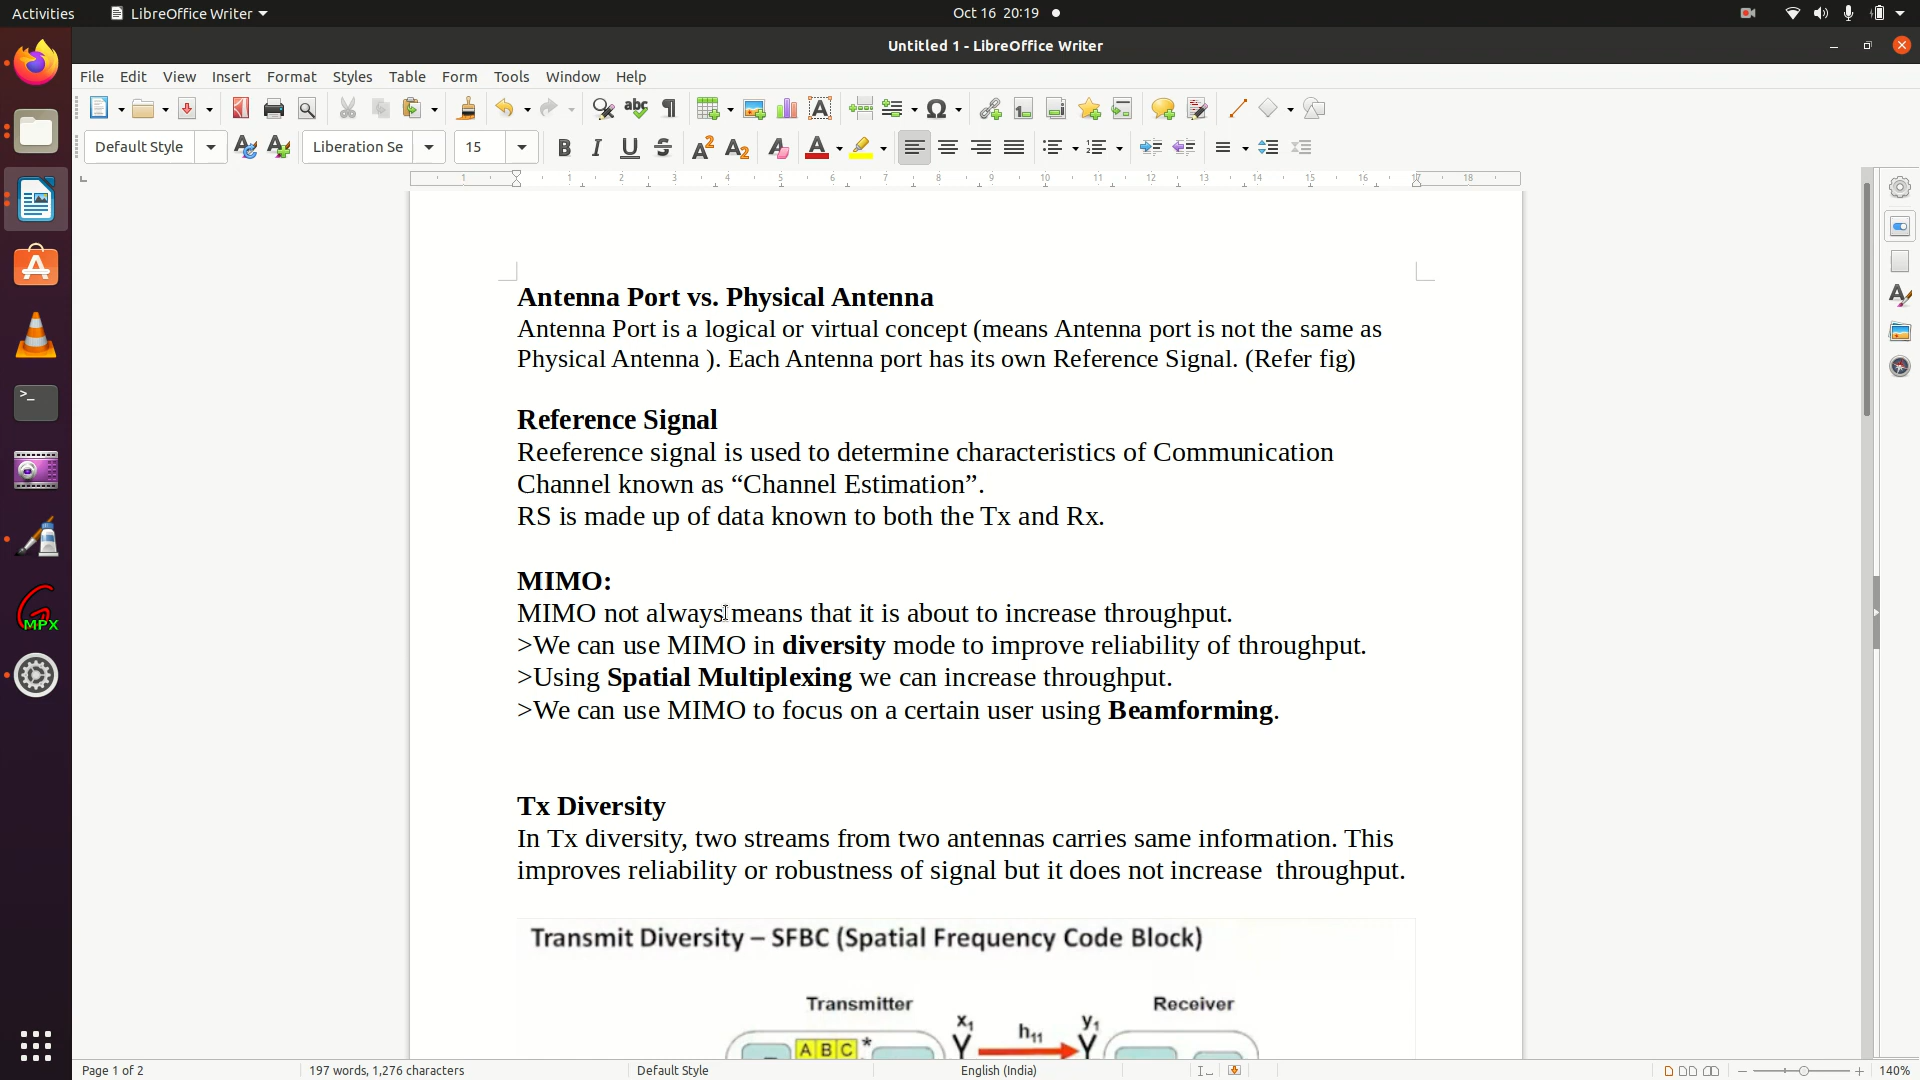 Activities
LibreOffice Writer
Oct 16 20:19
Untitled 1 - LibreOffice Writer
File Edit View Insert Format Styles Table Form Tools Window Help
Default Style
Liberation Se
15
Antenna Port vs. Physical Antenna
Antenna Port is a logical or virtual concept (means Antenna port is not the same as
Physical Antenna ). Each Antenna port has its own Reference Signal. (Refer fig)
Reference Signal
Reeference signal is used to determine characteristics of Communication
Channel known as “Channel Estimation”.
RS is made up of data known to both the Tx and Rx.
MIMO:
MIMO not always means that it is about to increase throughput.
>We can use MIMO in diversity mode to improve reliability of throughput.
>Using Spatial Multiplexing we can increase throughput.
>We can use MIMO to focus on a certain user using Beamforming.
Tx Diversity
In Tx diversity, two streams from two antennas carries same information. This
improves reliability or robustness of signal but it does not increase  throughput.
Transmit Diversity – SFBC (Spatial Frequency Code Block)
Transmitter
Receiver
x1
h11
y1
A B C *
MPX
Page 1 of 2
197 words, 1,276 characters
Default Style
English (India)
140%